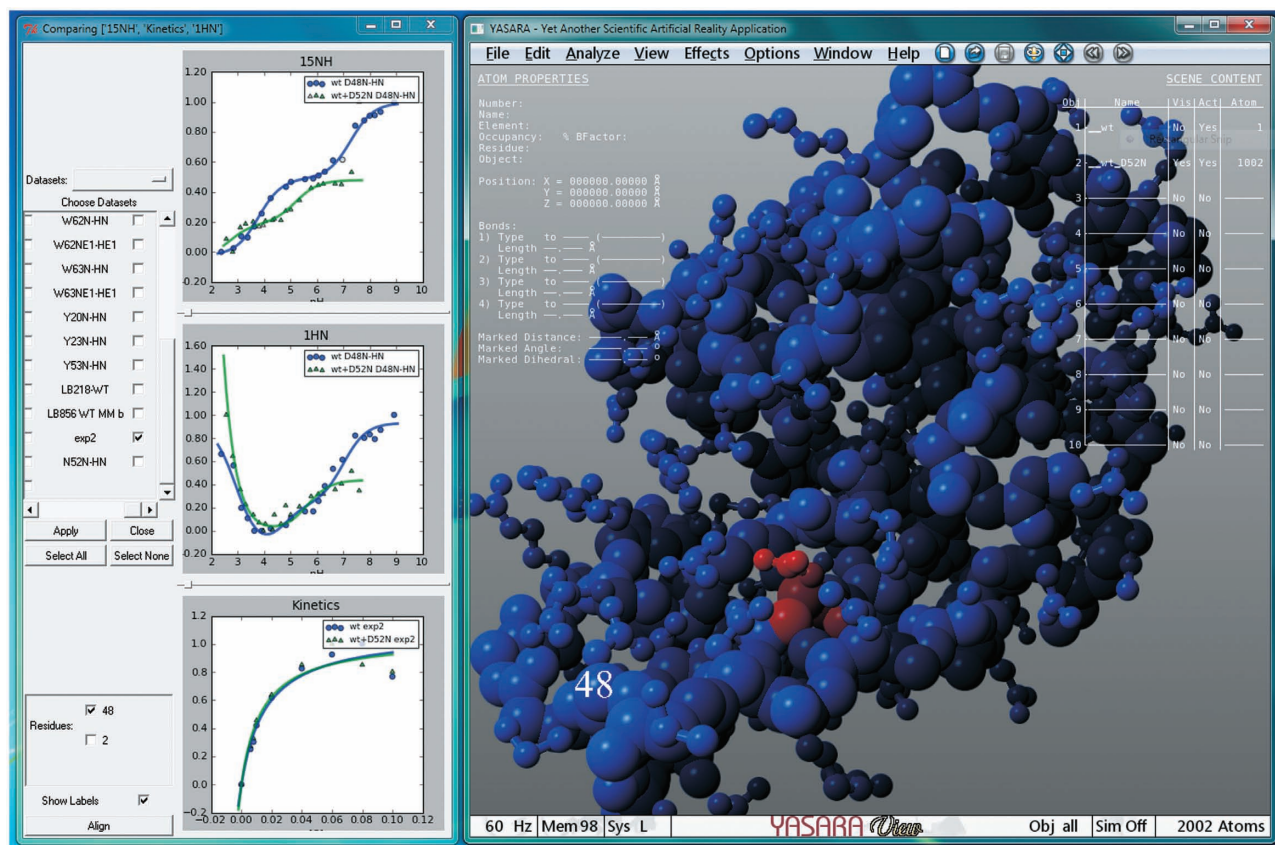 Comparing ['15NH', 'Kinetics', '1HN']
15NH
1.20
1.00
0.80
0.60
0.40
0.20
0.00
-0.20
2 3 4 5 6 7 8 9 10
pH
wt D48N-HN
wt+D52N D48N-HN
Datasets:
Choose Datasets
W62N-HN
W62NE1-HE1
W63N-HN
W63NE1-HE1
Y20N-HN
Y23N-HN
Y53N-HN
LB218-WT
LB856 WT MM b
exp2
N52N-HN
Apply Close
Select All Select None
1HN
1.60
1.40
1.20
1.00
0.80
0.60
0.40
0.20
0.00
-0.20
2 3 4 5 6 7 8 9 10
pH
wt D48N-HN
wt+D52N D48N-HN
Kinetics
1.2
1.0
0.8
0.6
0.4
0.2
0.0
−0.2
−0.02 0.00 0.02 0.04 0.06 0.08 0.10 0.12
wt exp2
wt+D52N exp2
Residues:
48
2
Show Labels
Align
YASARA - Yet Another Scientific Artificial Reality Application
File Edit Analyze View Effects Options Window Help
ATOM PROPERTIES
Number:
Name:
Element:
Occupancy: % BFactor:
Residue:
Object:
Position: X = 000000.00000 Å
Y = 000000.00000 Å
Z = 000000.00000 Å
Bonds:
1) Type to (
Length Å
2) Type to (
Length Å
3) Type to (
Length Å
4) Type to (
Length Å
Marked Distance: Å
Marked Angle: o
Marked Dihedral: o
SCENE CONTENT
Obj Name Vis Act Atom
1 wt No Yes 1
Rectangular Snip
2 wt_D52N Yes Yes 1002
3 No No
4 No No
5 No No
6 No No
7 No No
8 No No
9 No No
10 No No
48
60 Hz Mem 98 Sys L YASARA View Obj all Sim Off 2002 Atoms